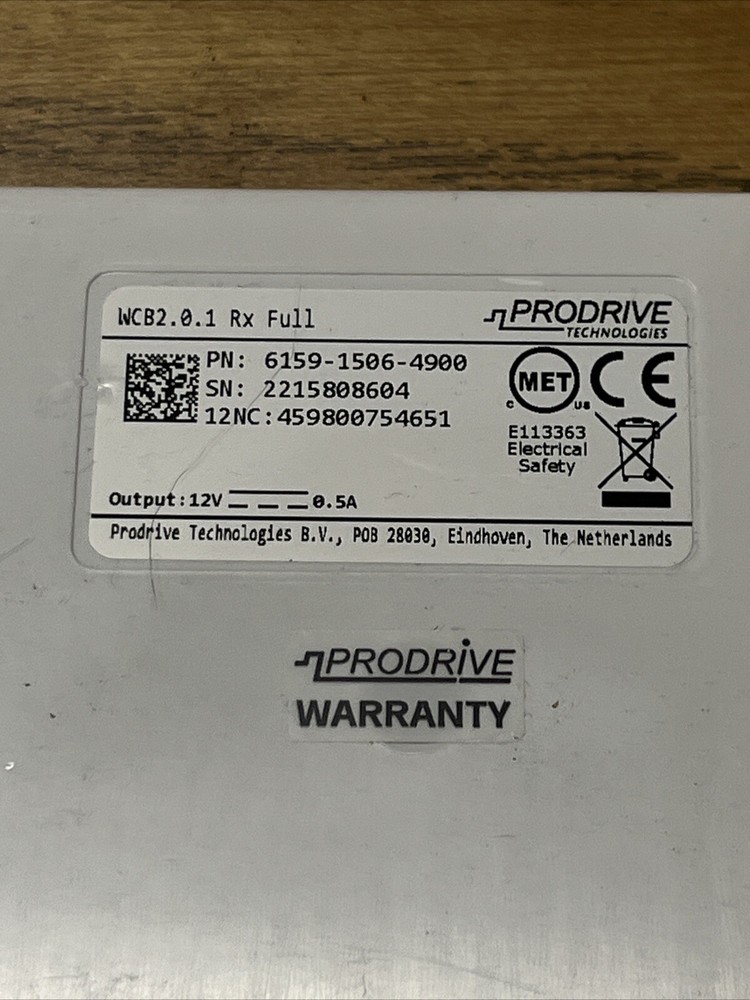 WCB2.0.1 Rx Full
PRODRIVE
TECHNOLOGIES
PN: 6159-1506-4900
SN: 2215808604
12NC:459800754651
c MET us
CE
E113363
Electrical
Safety
Output:12V 0.5A
Prodrive Technologies B.V., POB 28030, Eindhoven, The Netherlands
PRODRIVE
WARRANTY